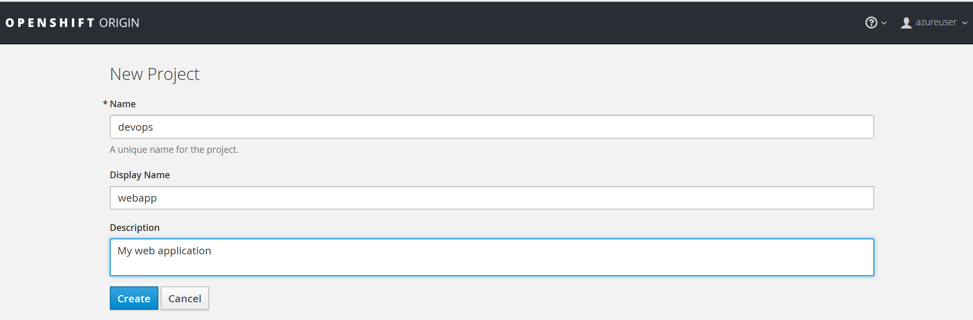 OPENSHIFT ORIGIN
? azureuser
New Project
* Name
devops
A unique name for the project.
Display Name
webapp
Description
My web application
Create Cancel